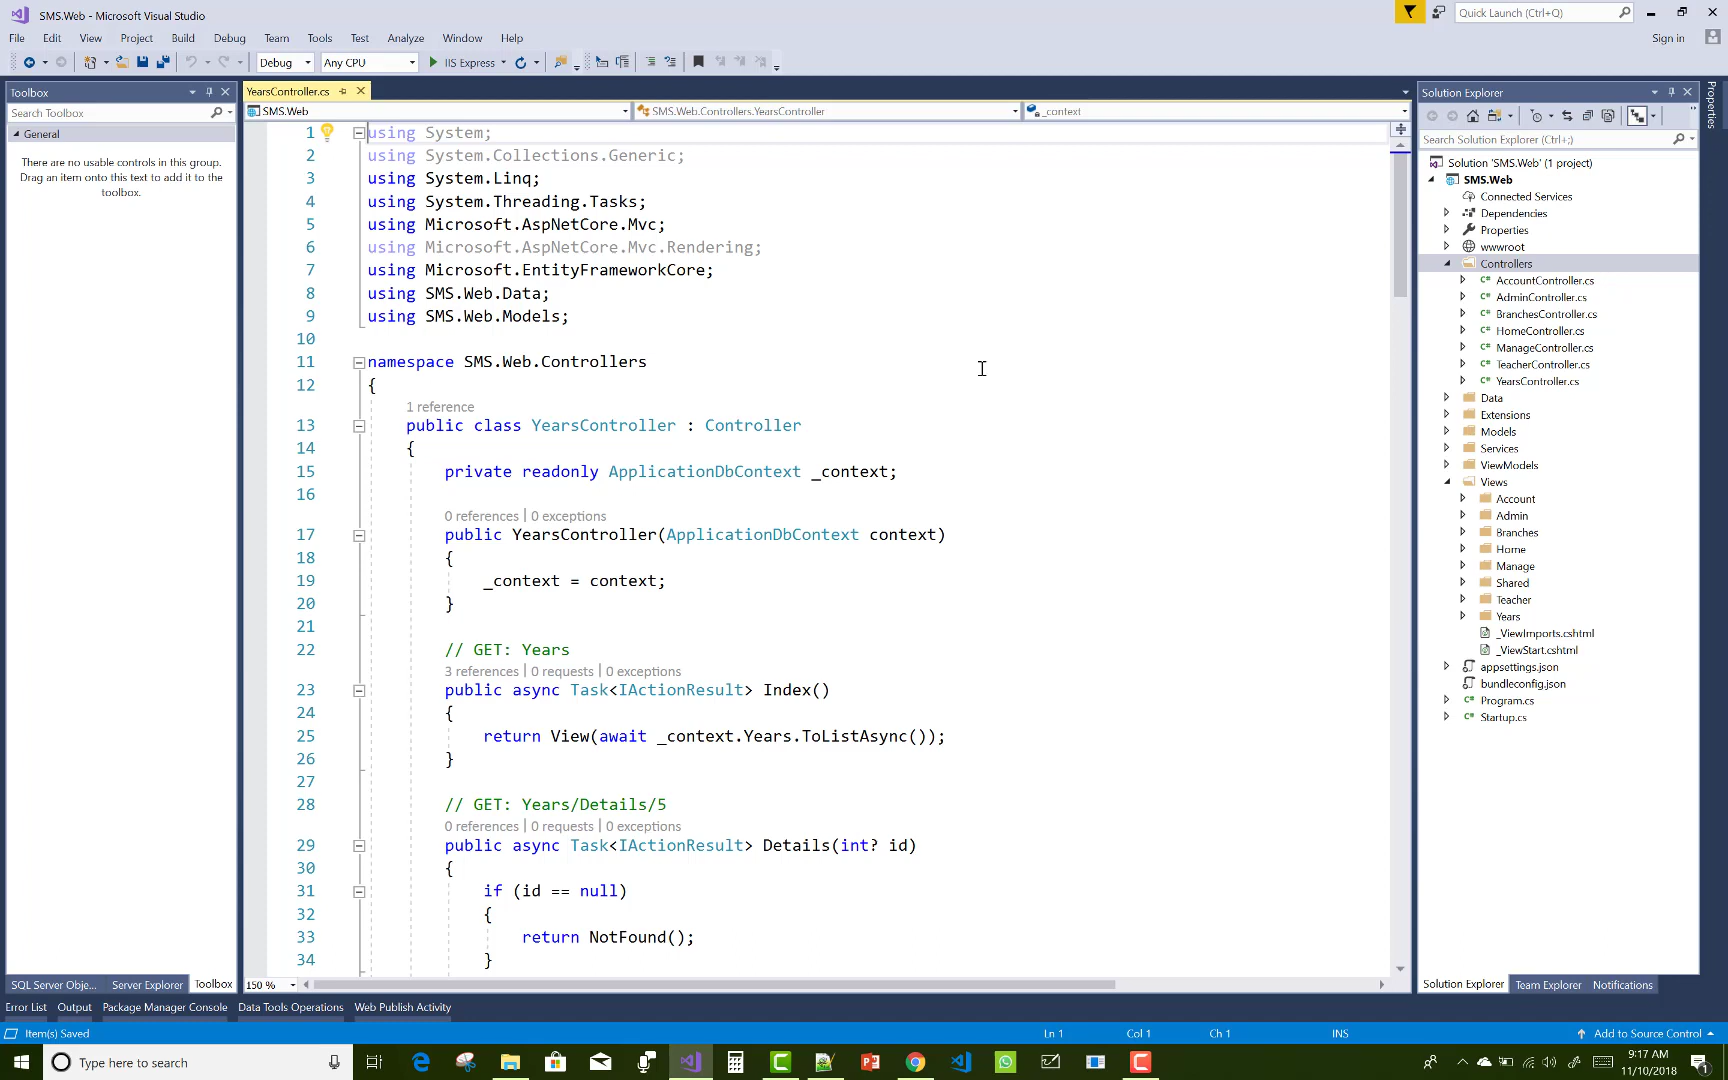 SMS.Web - Microsoft Visual Studio
Quick Launch (Ctrl+Q)
File Edit View Project Build Debug Team Tools Test Analyze Window Help
Sign in
Debug Any CPU IIS Express
Toolbox
Search Toolbox
General
There are no usable controls in this group.
Drag an item onto this text to add it to the
toolbox.
YearsController.cs
SMS.Web SMS.Web.Controllers.YearsController _context
1 using System;
2 using System.Collections.Generic;
3 using System.Linq;
4 using System.Threading.Tasks;
5 using Microsoft.AspNetCore.Mvc;
6 using Microsoft.AspNetCore.Mvc.Rendering;
7 using Microsoft.EntityFrameworkCore;
8 using SMS.Web.Data;
9 using SMS.Web.Models;
10
11 namespace SMS.Web.Controllers
12 {
1 reference
13 public class YearsController : Controller
14 {
15 private readonly ApplicationDbContext _context;
16
0 references | 0 exceptions
17 public YearsController(ApplicationDbContext context)
18 {
19 _context = context;
20 }
21
22 // GET: Years
3 references | 0 requests | 0 exceptions
23 public async Task<IActionResult> Index()
24 {
25 return View(await _context.Years.ToListAsync());
26 }
27
28 // GET: Years/Details/5
0 references | 0 requests | 0 exceptions
29 public async Task<IActionResult> Details(int? id)
30 {
31 if (id == null)
32 {
33 return NotFound();
34 }
150 %
Solution Explorer
Search Solution Explorer (Ctrl+;)
Solution 'SMS.Web' (1 project)
SMS.Web
Connected Services
Dependencies
Properties
wwwroot
Controllers
C# AccountController.cs
C# AdminController.cs
C# BranchesController.cs
C# HomeController.cs
C# ManageController.cs
C# TeacherController.cs
C# YearsController.cs
Data
Extensions
Models
Services
ViewModels
Views
Account
Admin
Branches
Home
Manage
Shared
Teacher
Years
_ViewImports.cshtml
_ViewStart.cshtml
appsettings.json
bundleconfig.json
C# Program.cs
C# Startup.cs
Properties
SQL Server Obje... Server Explorer Toolbox
Solution Explorer Team Explorer Notifications
Error List Output Package Manager Console Data Tools Operations Web Publish Activity
Item(s) Saved Ln 1 Col 1 Ch 1 INS Add to Source Control
Type here to search
9:17 AM
11/10/2018
1